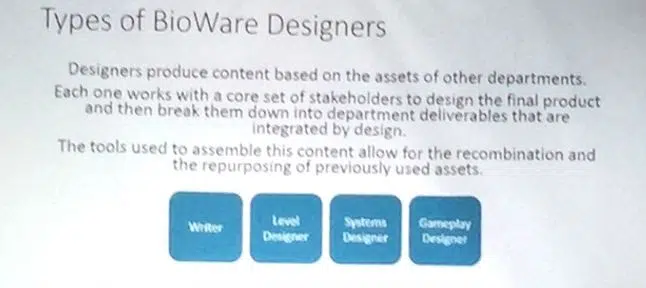 Types of BioWare Designers
Designers produce content based on the assets of other departments.
Each one works with a core set of stakeholders to design the final product
and then break them down into department deliverables that are
integrated by design.
The tools used to assemble this content allow for the recombination and
the repurposing of previously used assets.
Writer
Level
Designer
Systems
Designer
Gameplay
Designer